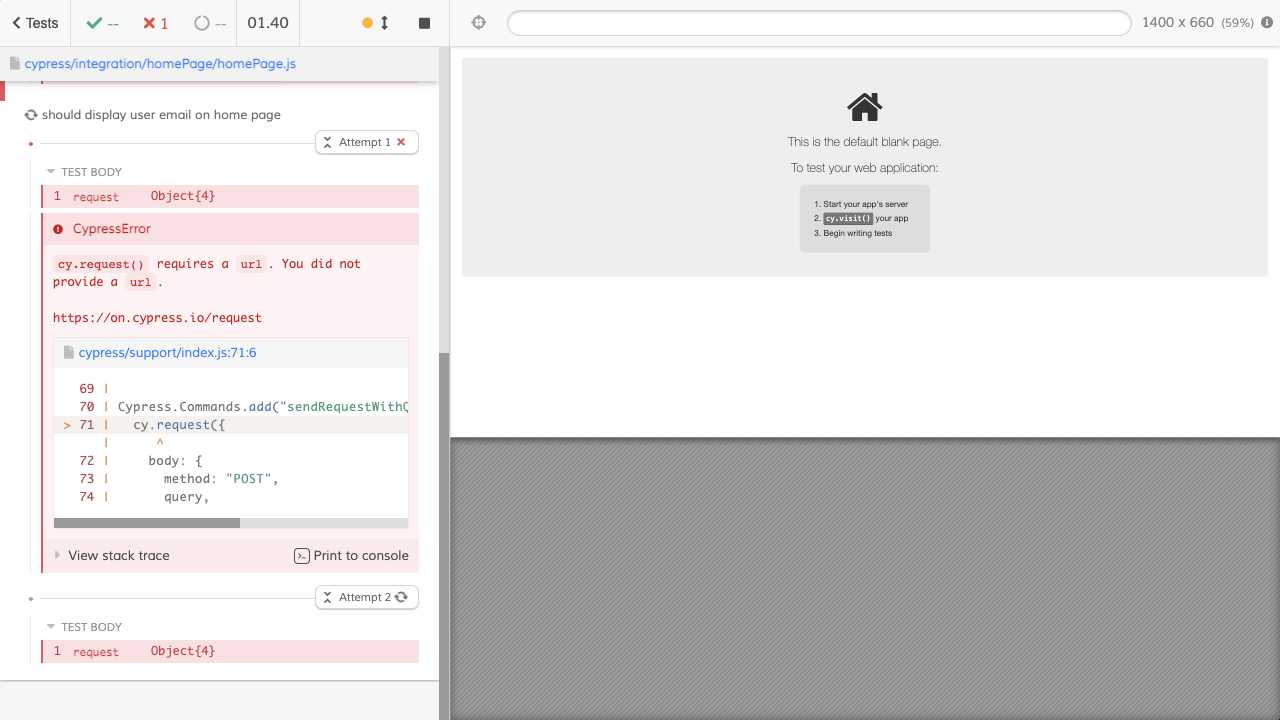 Tests
--
1
--
01.40
1400 x 660 (59%)
cypress/integration/homePage/homePage.js
should display user email on home page
Attempt 1
TEST BODY
1 request Object{4}
CypressError
cy.request() requires a url. You did not
provide a url.
https://on.cypress.io/request
cypress/support/index.js:71:6
69 |
70 | Cypress.Commands.add("sendRequestWithQ
> 71 | cy.request({
| ^
72 | body: {
73 | method: "POST",
74 | query,
View stack trace
Print to console
Attempt 2
TEST BODY
1 request Object{4}
This is the default blank page.
To test your web application:
1. Start your app's server
2. cy.visit() your app
3. Begin writing tests